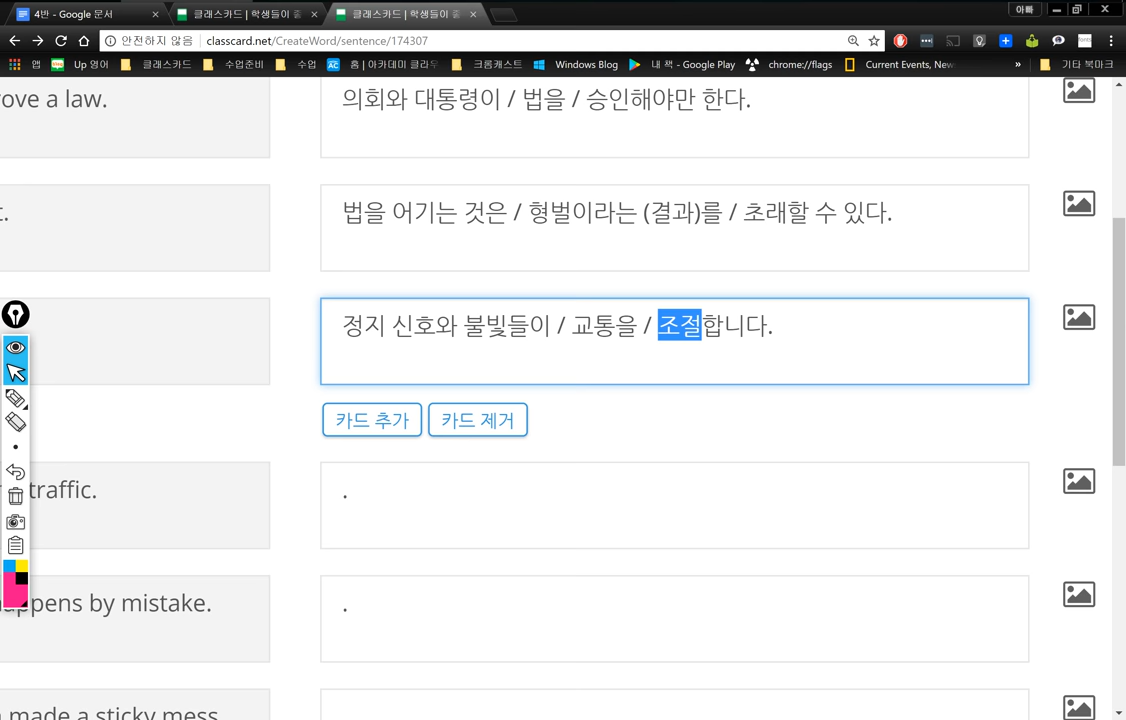 4반 - Google 문서
클래스카드 | 학생들이 좋
클래스카드 | 학생들이 좋
아빠
안전하지 않음
classcard.net/CreateWord/sentence/174307
앱
Up 영어
클래스카드
수업준비
수업
홈 | 아카데미 클라우
크롬캐스트
Windows Blog
내 책 - Google Play
chrome://flags
Current Events, New
»
기타 북마크
ove a law.
의회와 대통령이 / 법을 / 승인해야만 한다.
t.
법을 어기는 것은 / 형벌이라는 (결과)를 / 초래할 수 있다.
정지 신호와 불빛들이 / 교통을 / 조절합니다.
카드 추가
카드 제거
traffic.
.
appens by mistake.
.
made a sticky mess